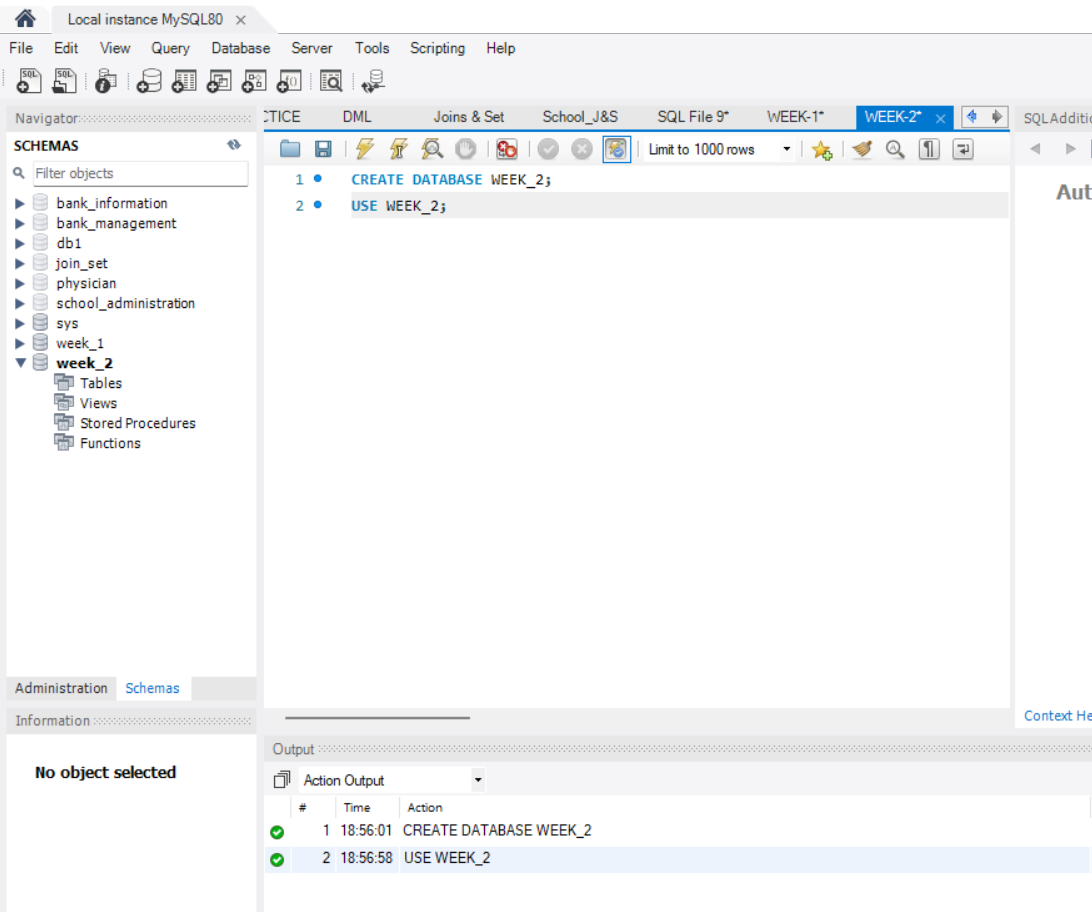 Local instance MySQL80
File Edit View Query Database Server Tools Scripting Help
Navigator
SCHEMAS
Filter objects
bank_information
bank_management
db1
join_set
physician
school_administration
sys
week_1
week_2
Tables
Views
Stored Procedures
Functions
Administration Schemas
Information
No object selected
CTICE DML Joins & Set School_J&S SQL File 9* WEEK-1* WEEK-2*
Limit to 1000 rows
1 CREATE DATABASE WEEK_2;
2 USE WEEK_2;
SQLAdditio
Aut
Context He
Output
Action Output
# Time Action
1 18:56:01 CREATE DATABASE WEEK_2
2 18:56:58 USE WEEK_2